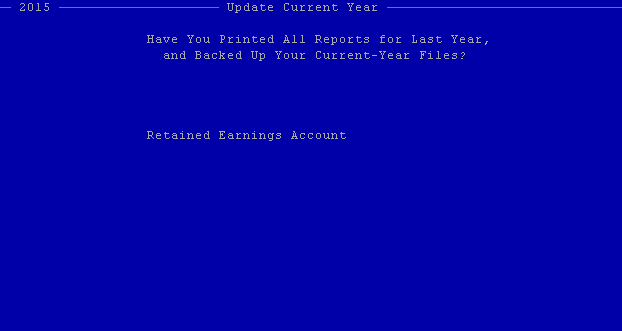 2015 Update Current Year
Have You Printed All Reports for Last Year,
and Backed Up Your Current-Year Files?
Retained Earnings Account